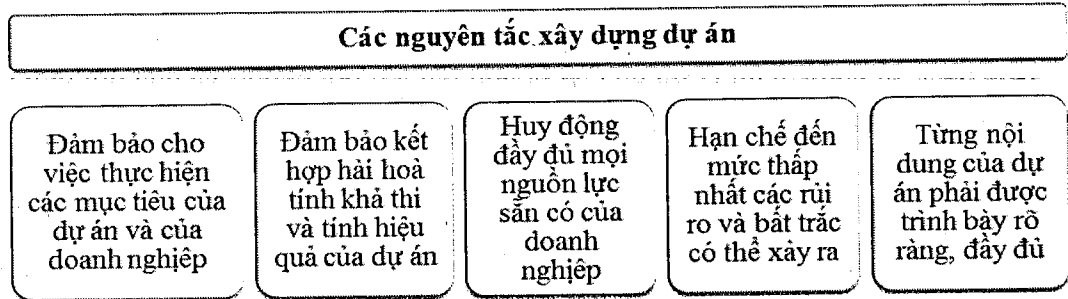 Các nguyên tắc xây dựng dự án
Đảm bảo cho
việc thực hiện
các mục tiêu của
dự án và của
doanh nghiệp
Đảm bảo kết
hợp hài hoà
tính khả thi
và tính hiệu
quả của dự án
Huy động
đầy đủ mọi
nguồn lực
sẵn có của
doanh
nghiệp
Hạn chế đến
mức thấp
nhất các rủi
ro và bất trắc
có thể xảy ra
Từng nội
dung của dự
án phải được
trình bày rõ
ràng, đầy đủ